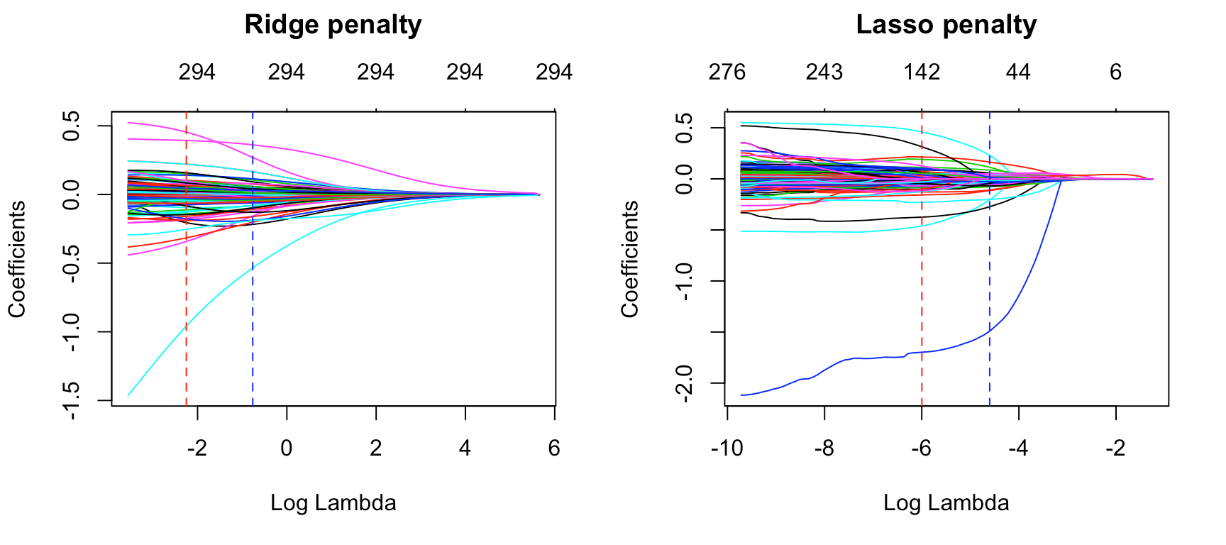 Ridge penalty
294 294 294 294 294
0.5
0.0
-0.5
-1.0
-1.5
Coefficients
-2 0 2 4 6
Log Lambda
Lasso penalty
276 243 142 44 6
0.5
0.0
-1.0
-2.0
Coefficients
-10 -8 -6 -4 -2
Log Lambda